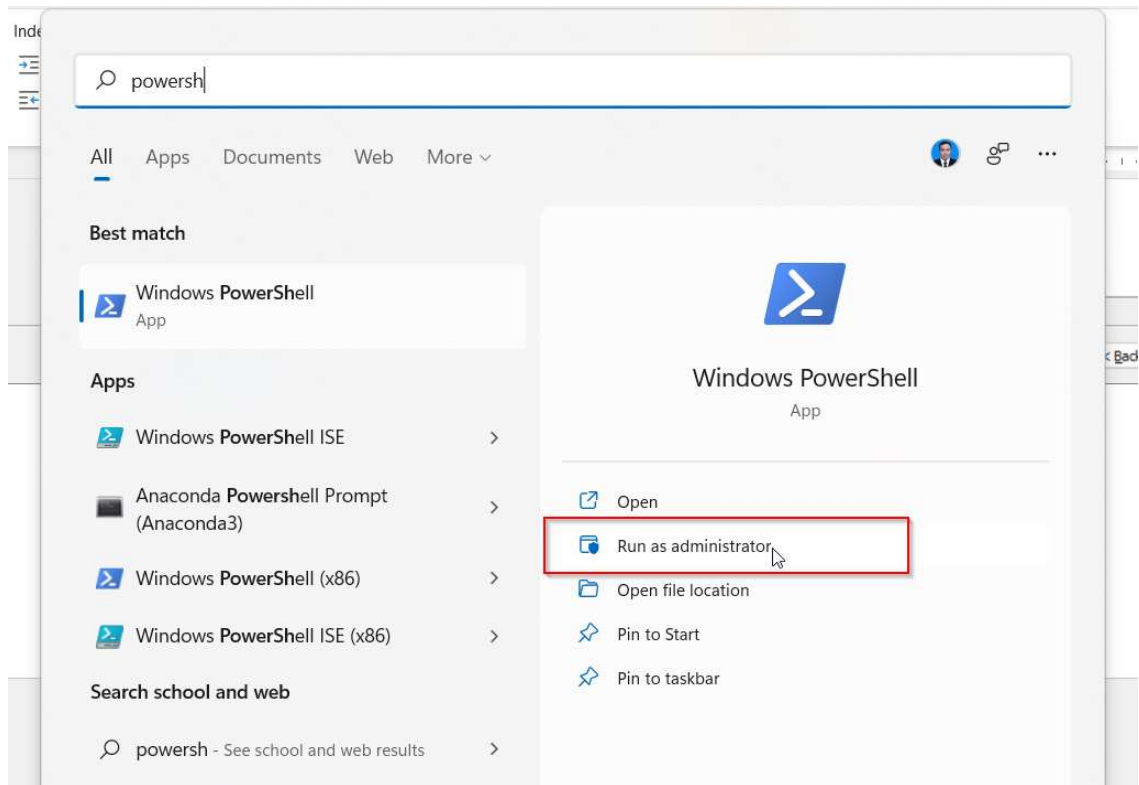 Inde
powersh
All Apps Documents Web More
Best match
Windows PowerShell
App
Apps
Windows PowerShell ISE
Anaconda Powershell Prompt
(Anaconda3)
Windows PowerShell (x86)
Windows PowerShell ISE (x86)
Search school and web
powersh - See school and web results
Windows PowerShell
App
Open
Run as administrator
Open file location
Pin to Start
Pin to taskbar
< Back